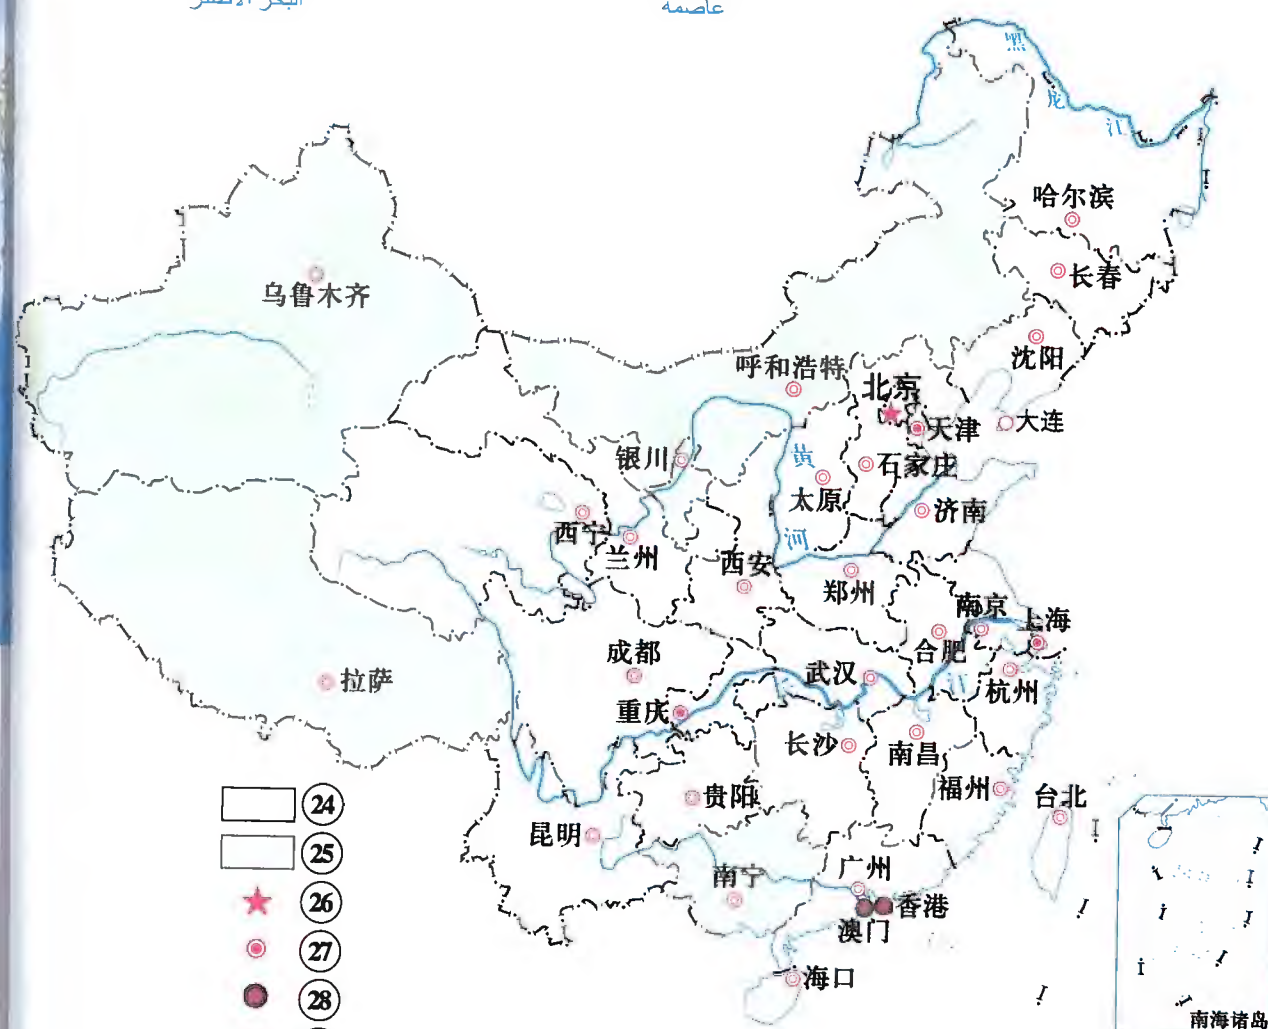 عاصمة
黑
龙
江
哈尔滨
长春
乌鲁木齐
沈阳
呼和浩特
北京
大连
天津
银川
黄
石家庄
太原
济南
西宁
河
兰州
西安
郑州
南京
上海
成都
合肥
武汉
拉萨
江
杭州
重庆
长沙
南昌
福州
贵阳
台北
24
昆明
25
广州
南宁
26
香港
澳门
27
海口
28
南海诸岛